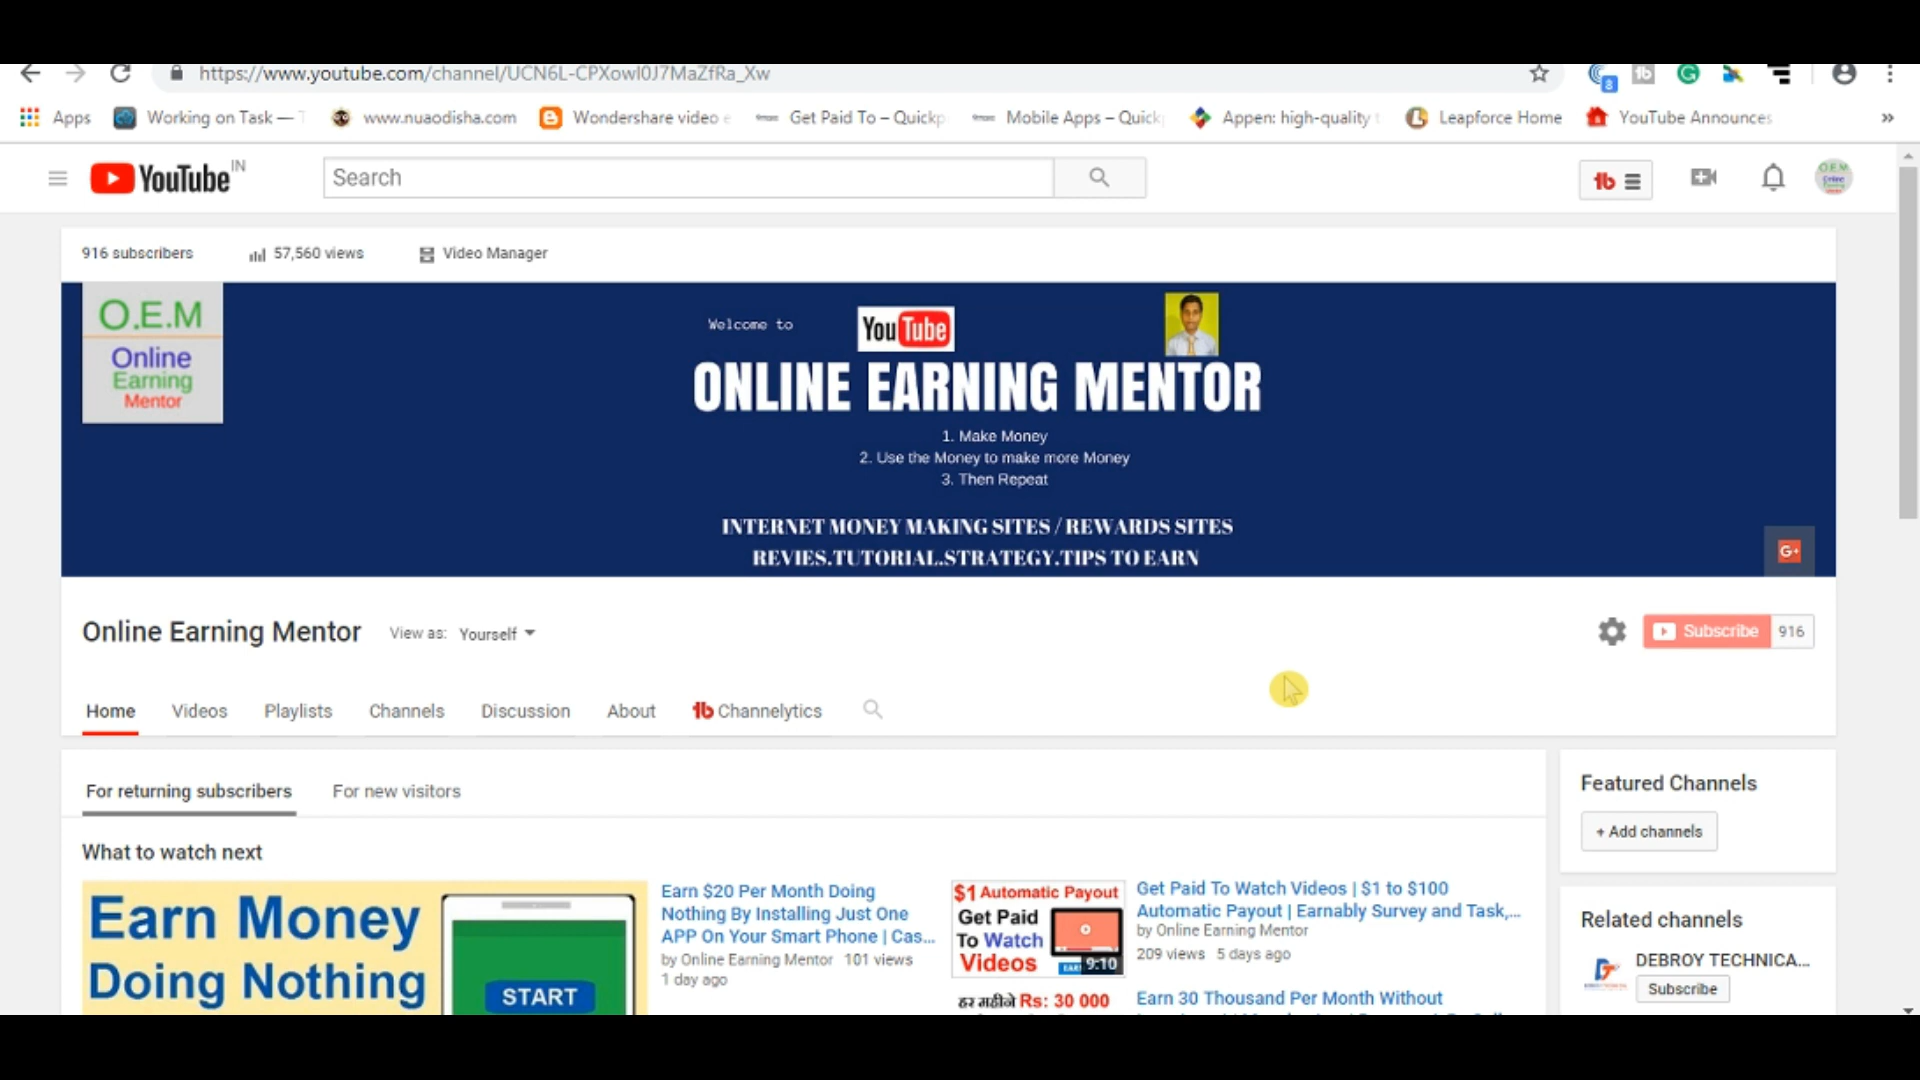 https://www.youtube.com/channel/UCN6L-CPXowI0J7MaZfRa_Xw
8
Apps
Working on Task —
www.nuaodisha.com
Wondershare video e
Get Paid To – Quickp
Mobile Apps – Quick
Appen: high-quality
Leapforce Home
YouTube Announces
»
YouTube IN
Search
916 subscribers
57,560 views
Video Manager
O.E.M
Online
Earning
Mentor
Welcome to
YouTube
ONLINE EARNING MENTOR
1. Make Money
2. Use the Money to make more Money
3. Then Repeat
INTERNET MONEY MAKING SITES / REWARDS SITES
REVIES.TUTORIAL.STRATEGY.TIPS TO EARN
G+
Online Earning Mentor
View as: Yourself
Subscribe 916
Home
Videos
Playlists
Channels
Discussion
About
Channelytics
For returning subscribers
For new visitors
What to watch next
Earn Money
Doing Nothing
START
Earn $20 Per Month Doing
Nothing By Installing Just One
APP On Your Smart Phone | Cas...
by Online Earning Mentor 101 views
1 day ago
$1 Automatic Payout
Get Paid
To Watch
Videos
9:10
Get Paid To Watch Videos | $1 to $100
Automatic Payout | Earnably Survey and Task,...
by Online Earning Mentor
209 views 5 days ago
हर महीने Rs: 30 000
Earn 30 Thousand Per Month Without
Featured Channels
+ Add channels
Related channels
DEBROY TECHNICA...
Subscribe